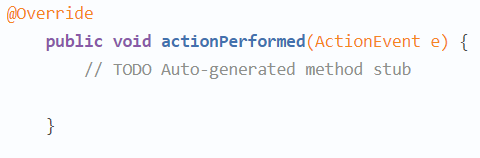 @Override
    public void actionPerformed(ActionEvent e) {
        // TODO Auto-generated method stub

    }